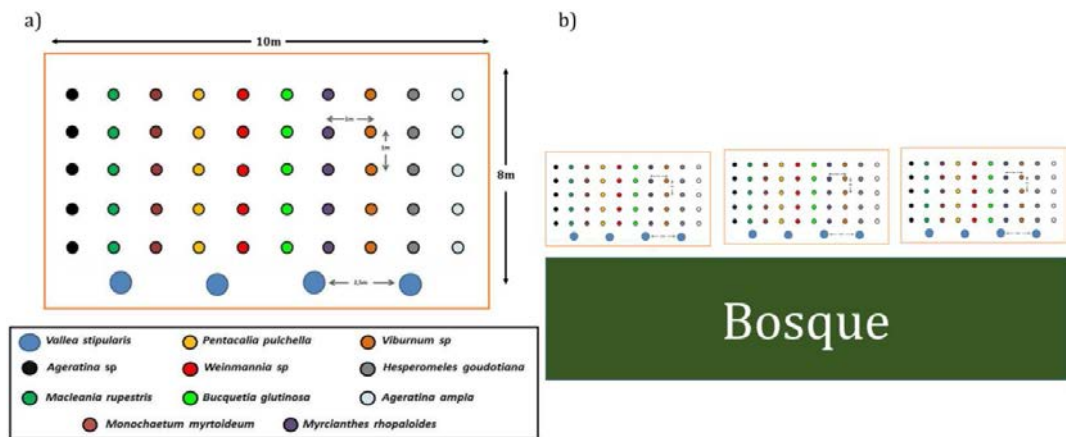 a)
10m
1m
1m
8m
2,5m
Vallea stipularis
Pentacalia pulchella
Viburnum sp
Ageratina sp
Weinmannia sp
Hesperomeles goudotiana
Macleania rupestris
Bucquetia glutinosa
Ageratina ampla
Monochaetum myrtoideum
Myrcianthes rhopaloides
b)
Bosque